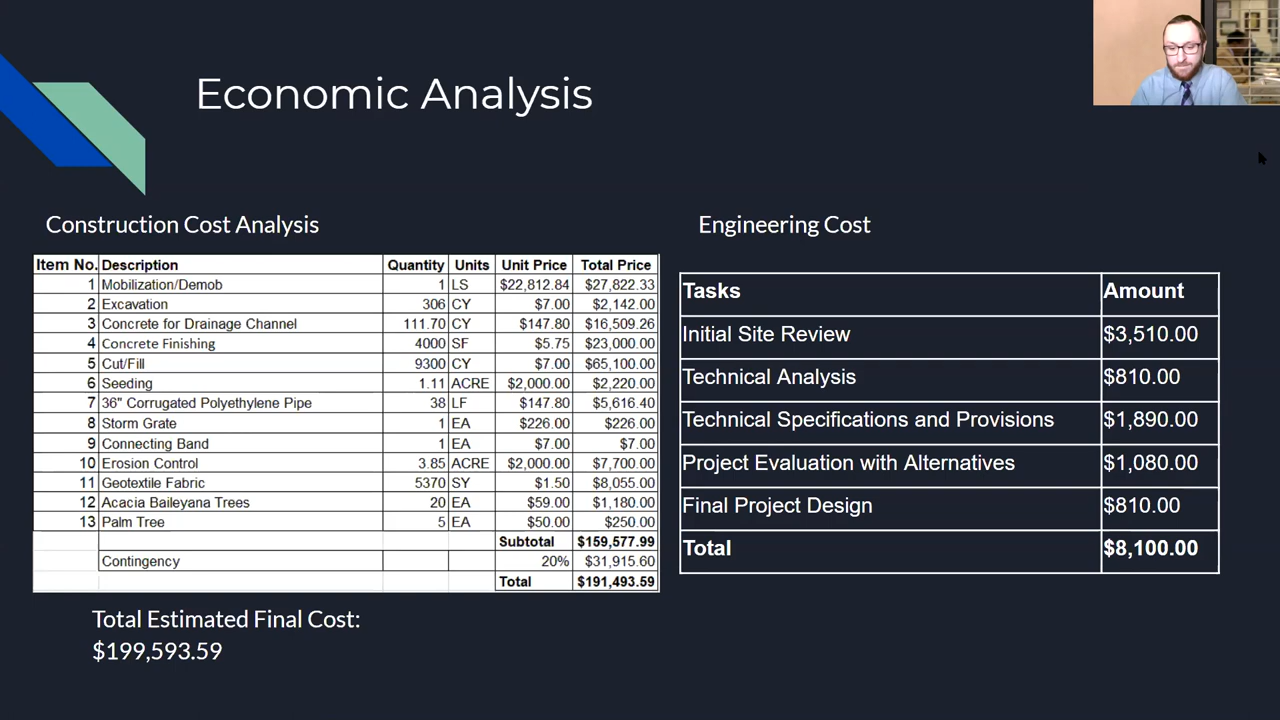 Economic Analysis
Construction Cost Analysis
Item No. Description Quantity Units Unit Price Total Price
1 Mobilization/Demob 1 LS $22,812.84 $27,822.33
2 Excavation 306 CY $7.00 $2,142.00
3 Concrete for Drainage Channel 111.70 CY $147.80 $16,509.26
4 Concrete Finishing 4000 SF $5.75 $23,000.00
5 Cut/Fill 9300 CY $7.00 $65,100.00
6 Seeding 1.11 ACRE $2,000.00 $2,220.00
7 36" Corrugated Polyethylene Pipe 38 LF $147.80 $5,616.40
8 Storm Grate 1 EA $226.00 $226.00
9 Connecting Band 1 EA $7.00 $7.00
10 Erosion Control 3.85 ACRE $2,000.00 $7,700.00
11 Geotextile Fabric 5370 SY $1.50 $8,055.00
12 Acacia Baileyana Trees 20 EA $59.00 $1,180.00
13 Palm Tree 5 EA $50.00 $250.00
Subtotal $159,577.99
Contingency 20% $31,915.60
Total $191,493.59
Total Estimated Final Cost:
$199,593.59
Engineering Cost
Tasks Amount
Initial Site Review $3,510.00
Technical Analysis $810.00
Technical Specifications and Provisions $1,890.00
Project Evaluation with Alternatives $1,080.00
Final Project Design $810.00
Total $8,100.00